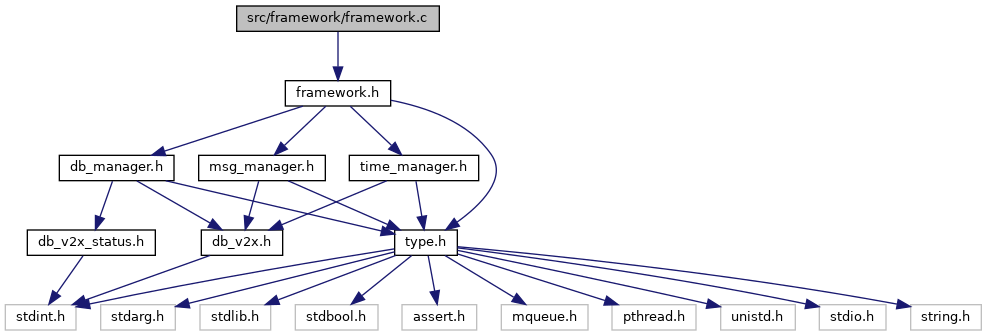 src/framework/framework.c
framework.h
db_manager.h
msg_manager.h
time_manager.h
db_v2x_status.h
db_v2x.h
type.h
stdint.h
stdarg.h
stdlib.h
stdbool.h
assert.h
mqueue.h
pthread.h
unistd.h
stdio.h
string.h